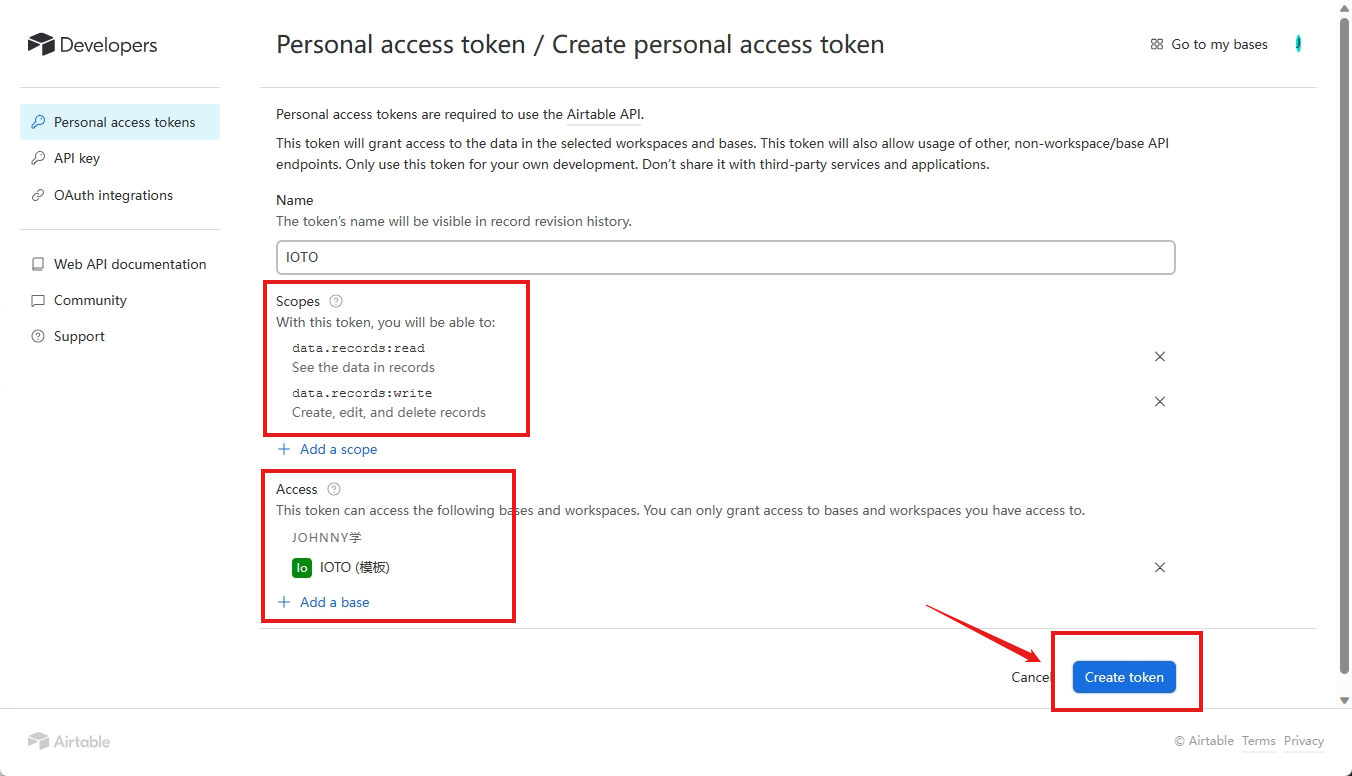 Developers
Personal access token / Create personal access token
Go to my bases
J
Personal access tokens
API key
OAuth integrations
Web API documentation
Community
Support
Personal access tokens are required to use the Airtable API.
This token will grant access to the data in the selected workspaces and bases. This token will also allow usage of other, non-workspace/base API
endpoints. Only use this token for your own development. Don't share it with third-party services and applications.
Name
The token's name will be visible in record revision history.
IOTO
Scopes ?
With this token, you will be able to:
data.records:read
See the data in records
data.records:write
Create, edit, and delete records
+ Add a scope
Access ?
This token can access the following bases and workspaces. You can only grant access to bases and workspaces you have access to.
JOHNNY学
Io IOTO (模板)
+ Add a base
Cancel
Create token
Airtable
© Airtable Terms Privacy